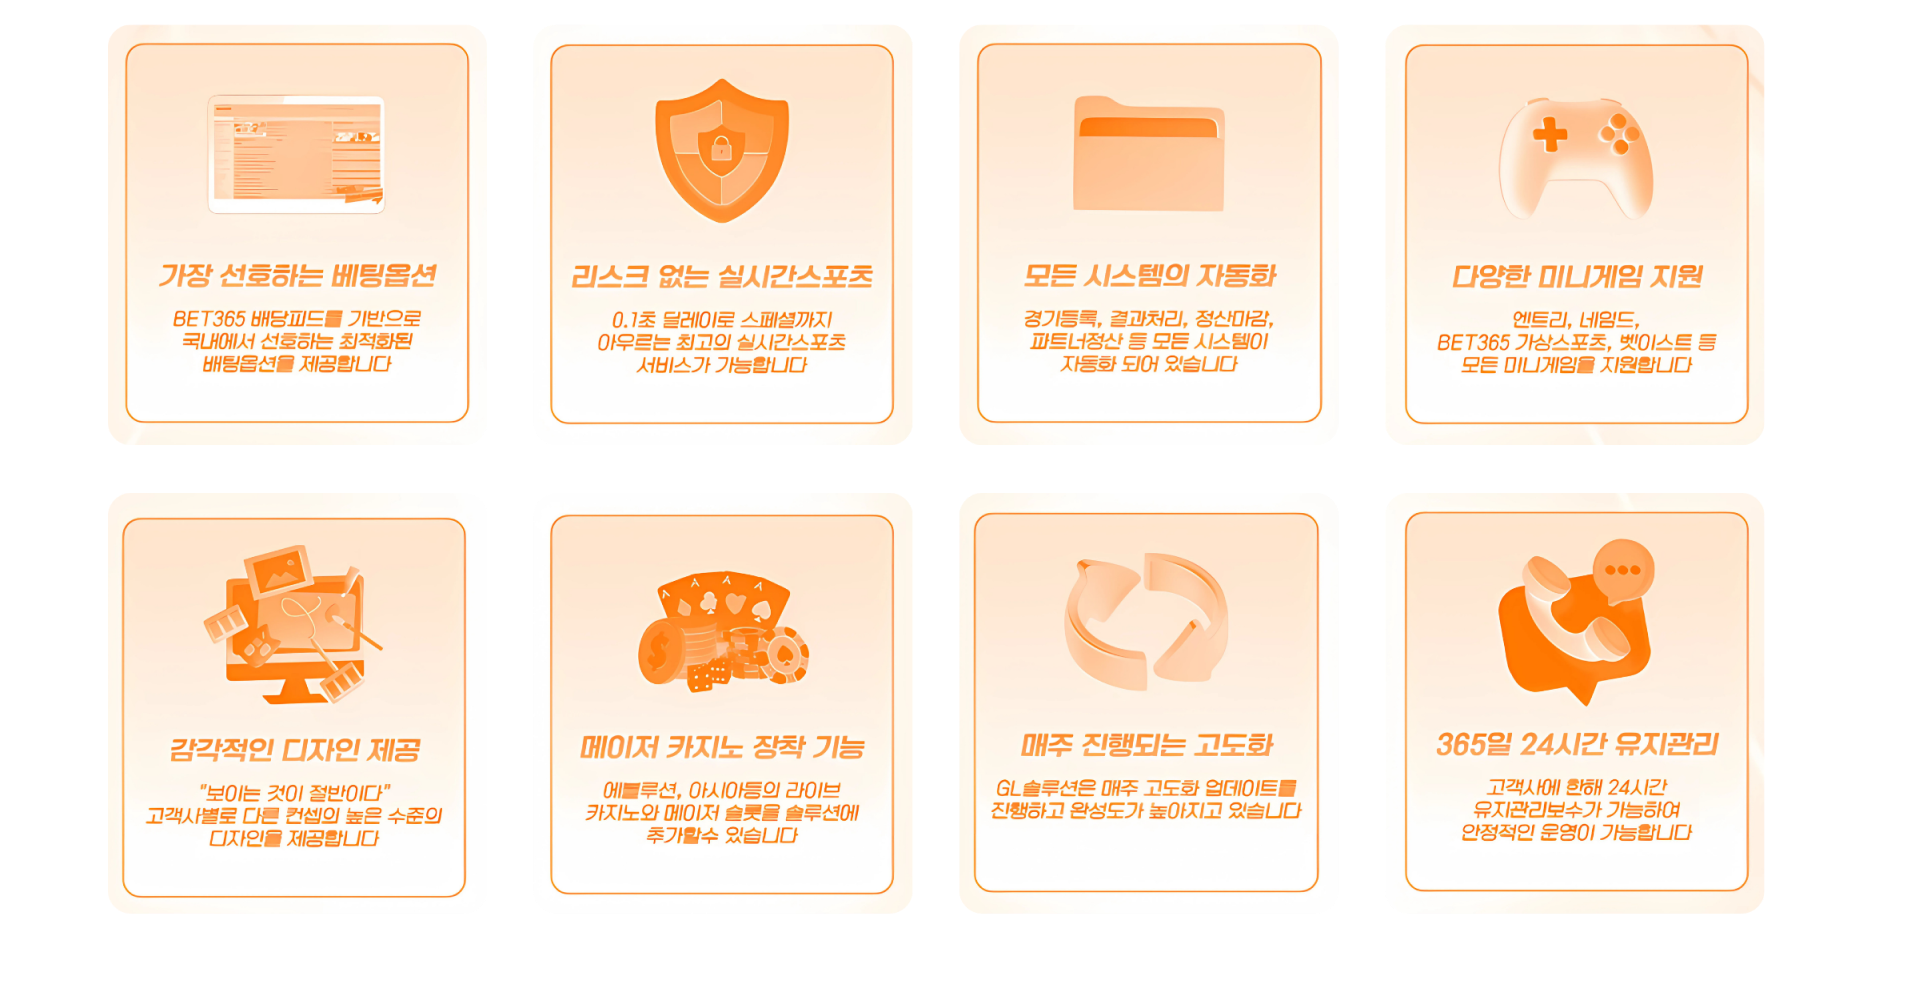 가장 선호하는 베팅옵션
BET365 배당피드를 기반으로
국내에서 선호하는 최적화된
배팅옵션을 제공합니다
리스크 없는 실시간스포츠
0.1초 딜레이로 스페셜까지
아우르는 최고의 실시간스포츠
서비스가 가능합니다
모든 시스템의 자동화
경기등록, 결과처리, 정산마감,
파트너정산 등 모든 시스템이
자동화 되어 있습니다
다양한 미니게임 지원
엔트리, 네임드,
BET365 가상스포츠, 벳이스트 등
모든 미니게임을 지원합니다
감각적인 디자인 제공
"보이는 것이 절반이다"
고객사별로 다른 컨셉의 높은 수준의
디자인을 제공합니다
메이저 카지노 장착 기능
에볼루션, 아시아등의 라이브
카지노와 메이저 슬롯을 솔루션에
추가할수 있습니다
매주 진행되는 고도화
GL솔루션은 매주 고도화 업데이트를
진행하고 완성도가 높아지고 있습니다
365일 24시간 유지관리
고객사에 한해 24시간
유지관리보수가 가능하여
안정적인 운영이 가능합니다